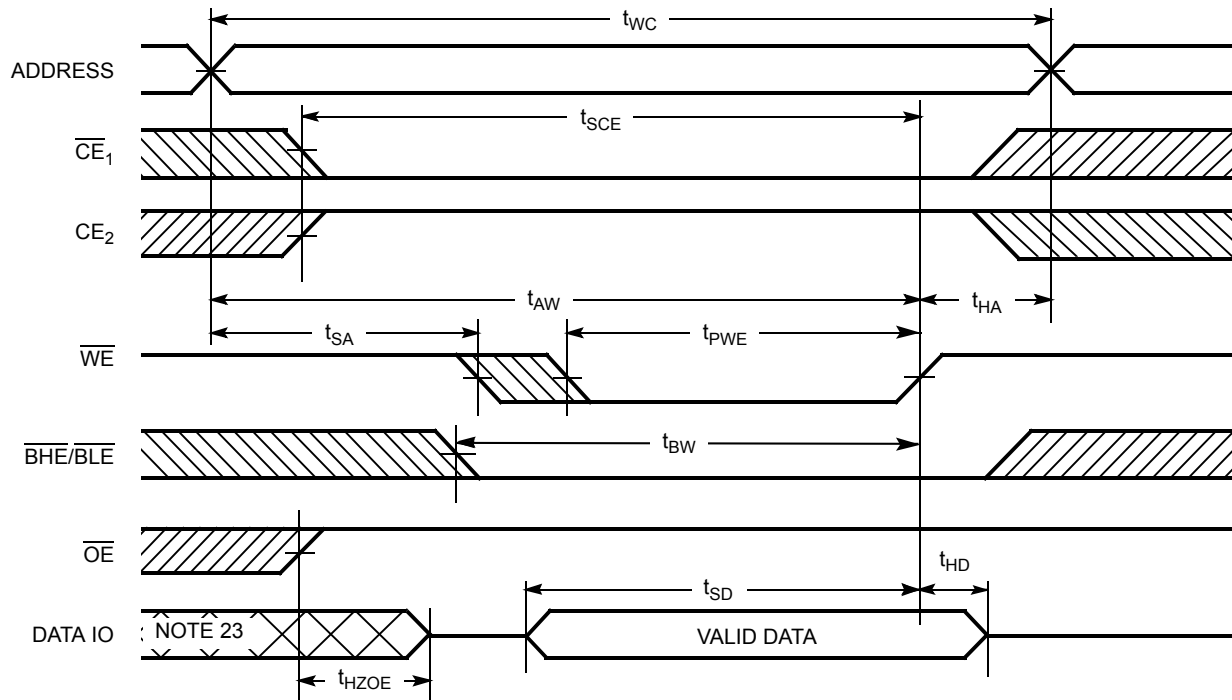 tWC
ADDRESS
tSCE
CE1
CE2
tAW
tHA
tSA
tPWE
WE
tBW
BHE/BLE
OE
tHD
tSD
DATA IO
NOTE 23
VALID DATA
tHZOE